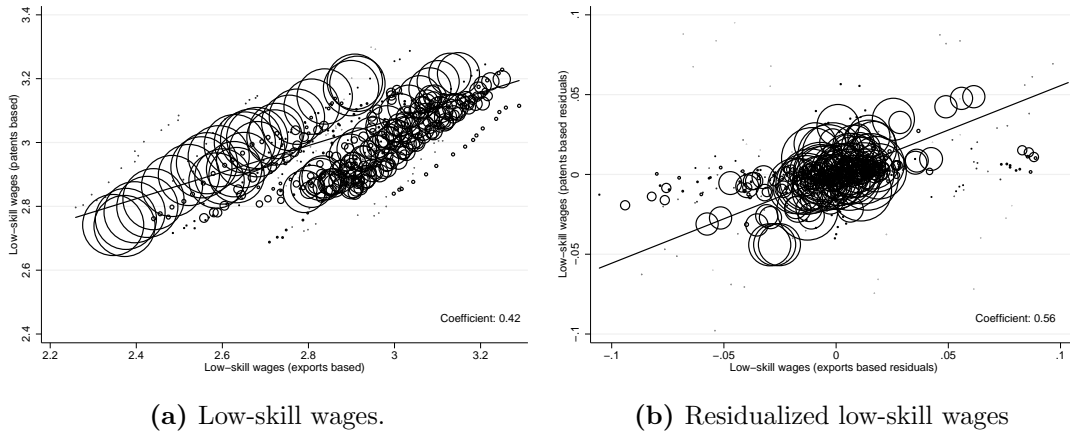 3.4
3.2
3
2.8
2.6
2.4
Low-skill wages (patents based)
2.2 2.4 2.6 2.8 3 3.2
Low-skill wages (exports based)
Coefficient: 0.42
.1
.05
0
-.05
-.1
Low-skill wages (patent based residuals)
-.1 -.05 0 .05 .1
Low-skill wages (exports based residuals)
Coefficient: 0.56
(a) Low-skill wages.
(b) Residualized low-skill wages